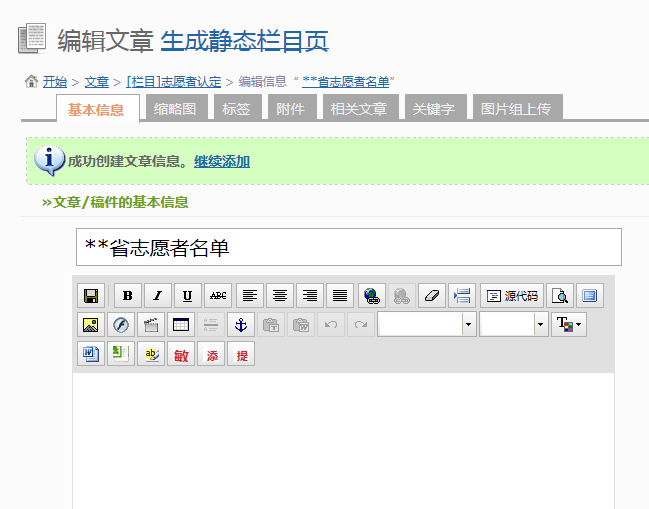 编辑文章 生成静态栏目页
开始 > 文章 > [栏目]志愿者认定 > 编辑信息 “ **省志愿者名单”
基本信息 缩略图 标签 附件 相关文章 关键字 图片组上传
成功创建文章信息。继续添加
»文章/稿件的基本信息
**省志愿者名单
B I U ABC 源代码
T
W ab 敏 添 提